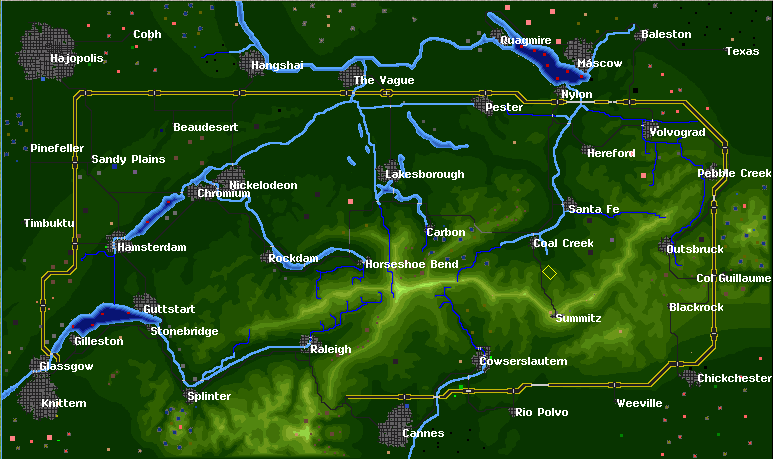 Cobh
Baleston
Quagmire
Texas
Hajopolis
Hangshai
Mascow
The Vague
Nylon
Pester
Beaudesert
Volvograd
Pinefeller
Hereford
Sandy Plains
Lakesborough
Pebble Creek
Nickelodeon
Chromium
Santa Fe
Timbuktu
Carbon
Hamsterdam
Coal Creek
Outsbruck
Rockdam
Horseshoe Bend
Col Guillaume
Guttstart
Blackrock
Summitz
Stonebridge
Gilleston
Raleigh
Cowserslautern
Glassgow
Chickchester
Splinter
Knittern
Weeville
Rio Polvo
Cannes